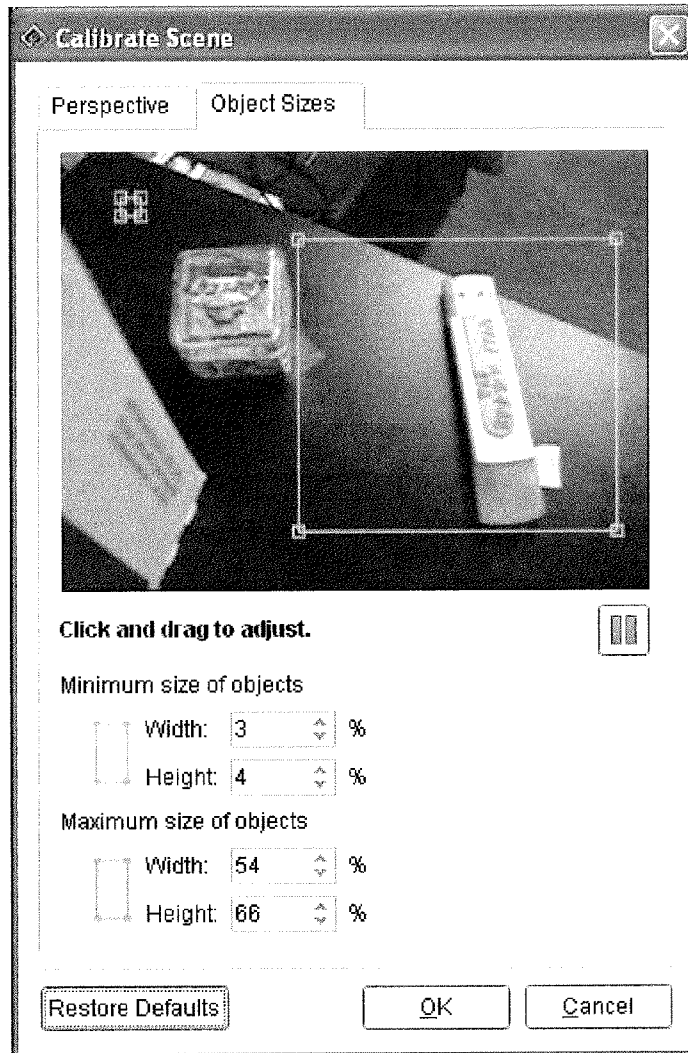 Calibrate Scene
Perspective
Object Sizes
Click and drag to adjust.
Minimum size of objects
Width: 3 %
Height: 4 %
Maximum size of objects
Width: 54 %
Height: 66 %
Restore Defaults
OK
Cancel